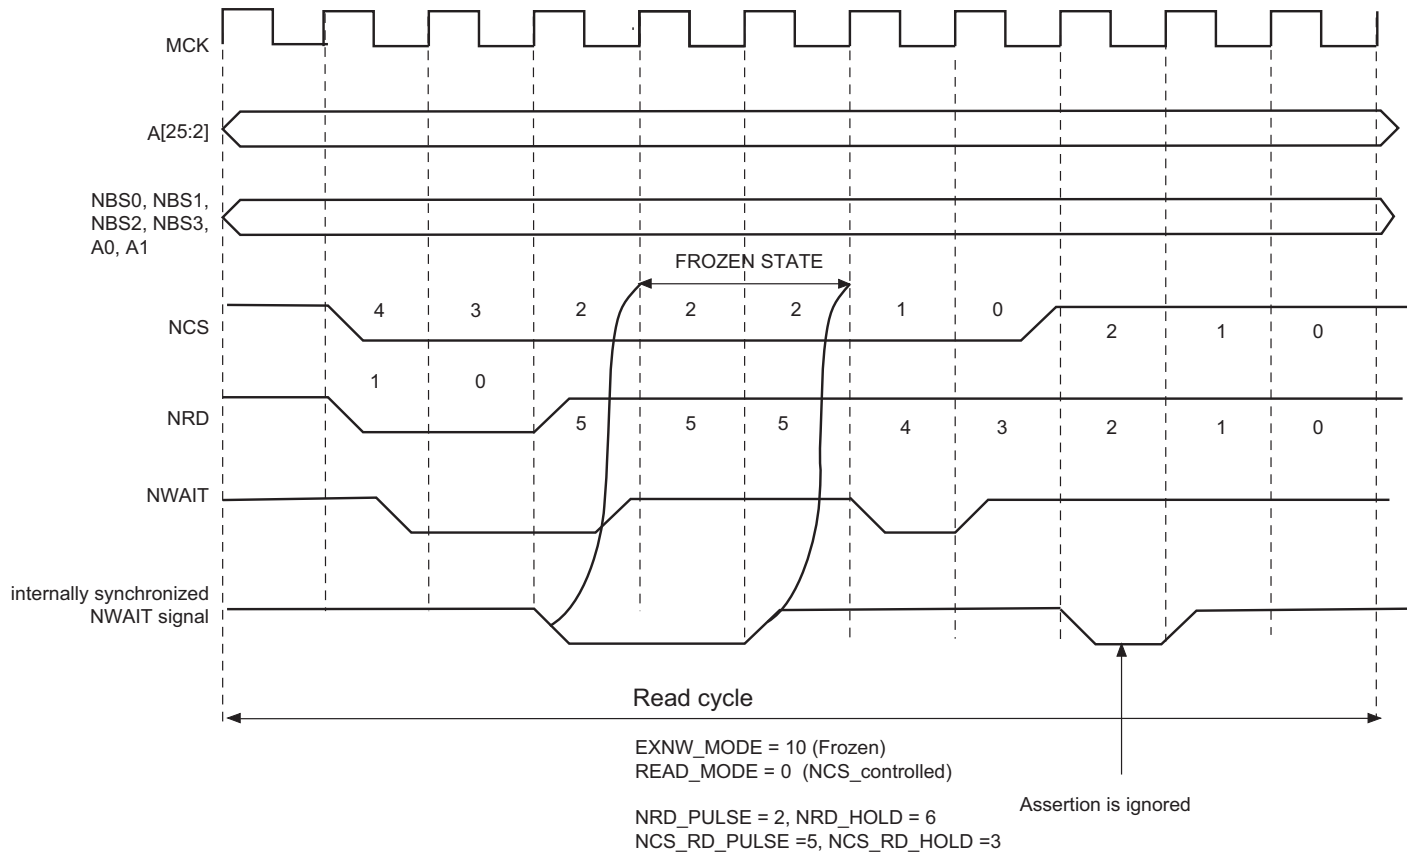 MCK
A[25:2]
NBS0, NBS1,
NBS2, NBS3,
A0, A1
FROZEN STATE
4 3 2 2 2 1 0
NCS
2 1 0
1 0
NRD
5 5 5 4 3 2 1 0
NWAIT
internally synchronized
NWAIT signal
Read cycle
EXNW_MODE = 10 (Frozen)
READ_MODE = 0 (NCS_controlled)
Assertion is ignored
NRD_PULSE = 2, NRD_HOLD = 6
NCS_RD_PULSE =5, NCS_RD_HOLD =3